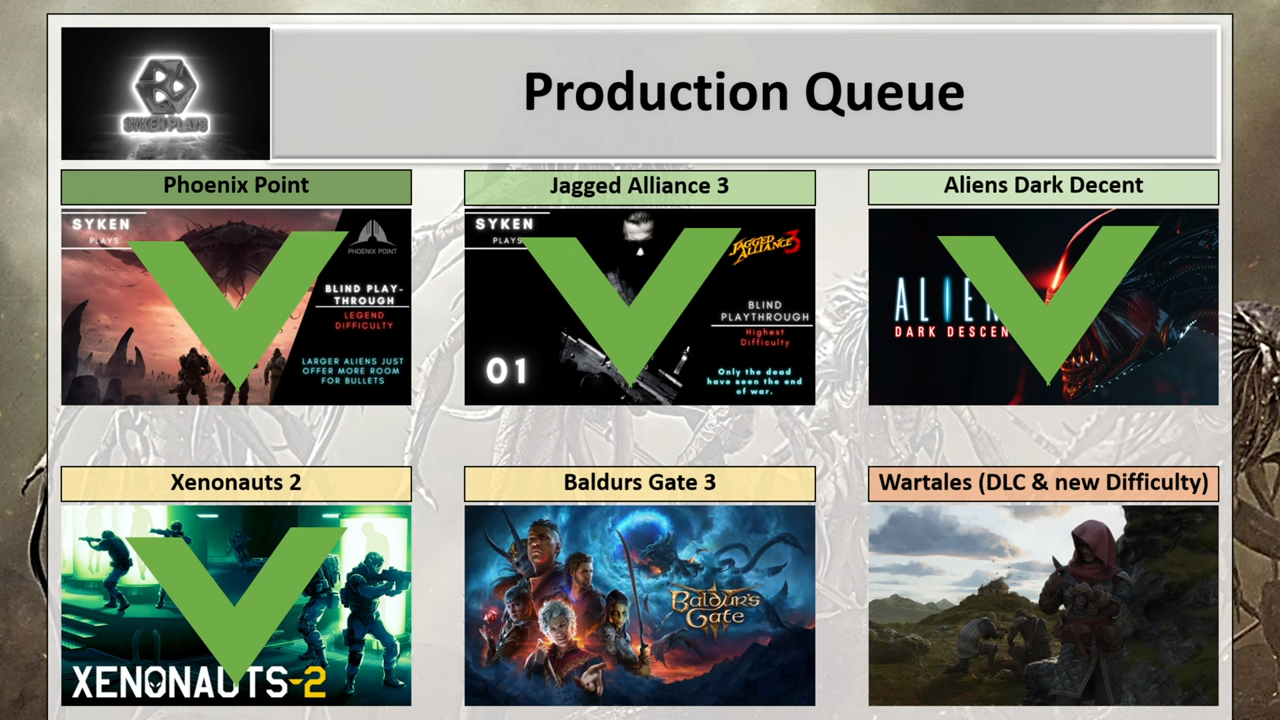 SYKEN PLAYS
Production Queue
Phoenix Point
Jagged Alliance 3
Aliens Dark Decent
SYKEN
PLAYS
PHOENIX POINT
BLIND PLAY-
THROUGH
LEGEND
DIFFICULTY
LARGER ALIENS JUST
OFFER MORE ROOM
FOR BULLETS
SYKEN
PLAYS
JAGGED
ALLIANCE 3
BLIND
PLAYTHROUGH
Highest
Difficulty
01
Only the dead
have seen the end
of war.
ALIEN
DARK DESCEN
Xenonauts 2
Baldurs Gate 3
Wartales (DLC & new Difficulty)
XENONAUTS-2
Baldur's
Gate